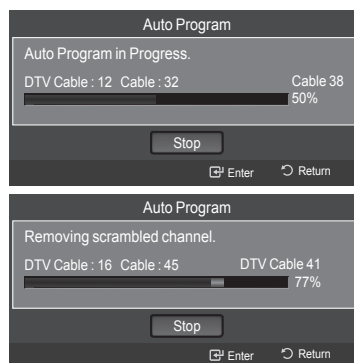 Auto Program
Auto Program in Progress.
DTV Cable : 12 Cable : 32 Cable 38
50%
Stop
Enter Return
Auto Program
Removing scrambled channel.
DTV Cable : 16 Cable : 45 DTV Cable 41
77%
Stop
Enter Return